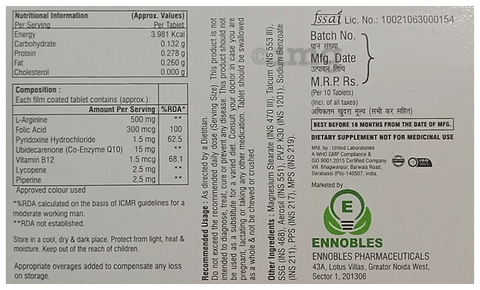 Nutritional Information (Approx. Values)
Per Serving Per Tablet
Energy 3.981 Kcal
Carbohydrate 0.132 g
Protein 0.278 g
Fat 0.260 g
Cholesterol 0.000 g
Composition :
Each film coated tablet contains (approx.):
Amount Per Serving %RDA*
L-Arginine 500 mg **
Folic Acid 300 mcg 100
Pyridoxine Hydrochloride 1.5 mg 62.5
Ubidecarenone (Co-Enzyme Q10) 15 mg **
Vitamin B12 1.5 mcg 68.1
Lycopene 2.5 mg **
Piperine 2.5 mg **
Approved colour used
*%RDA calculated on the basis of ICMR guidelines for a
moderate working man.
**RDA not established.
Store in a cool, dry & dark place. Protect from light, heat &
moisture. Keep out of the reach of children.
Appropriate overages added to compensate any loss
on storage.
Recommended Usage : As directed by a Dietitian.
Do not exceed the recommended daily dose (Serving Size). This product is not
intended to diagnose, treat, cure or prevent any disease. This product should not
be used as a substitute for a varied diet. Consult your doctor in case you are
pregnant, lactating or taking any other medication. Tablet should be swallowed
as a whole & not be chewed or crushed.
Other Ingredients : Magnesium Stearate (INS 470 III), Talcum (INS 553 III),
SSG (INS 468), Aerosil (INS 551), P.V.P. K30 (INS 1201), Sodium Benzoate
(INS 211), PPS (INS 217), MPS (INS 219).
fssai Lic. No.: 10021063000154
Batch No.
पान संख्या
Mfg. Date
उत्पादन तिथि
M.R.P Rs.
(Per 10 Tablets)
(Incl. of all taxes)
अधिकतम खुदरा मूल्य (सभी कर सहित)
BEST BEFORE 18 MONTHS FROM THE DATE OF MFG.
DIETARY SUPPLEMENT NOT FOR MEDICINAL USE
Mfd. by : United Laboratories
A WHO GMP Compliance &
ISO 9001:2015 Certified Company
Vill. Bhagwanpur, Barwala Road,
Derabassi (Pb)-140507, India.
Marketed by :
E
ENNOBLES
ENNOBLES PHARMACEUTICALS
43A, Lotus Villas, Greator Noida West,
Sector 1, 201306